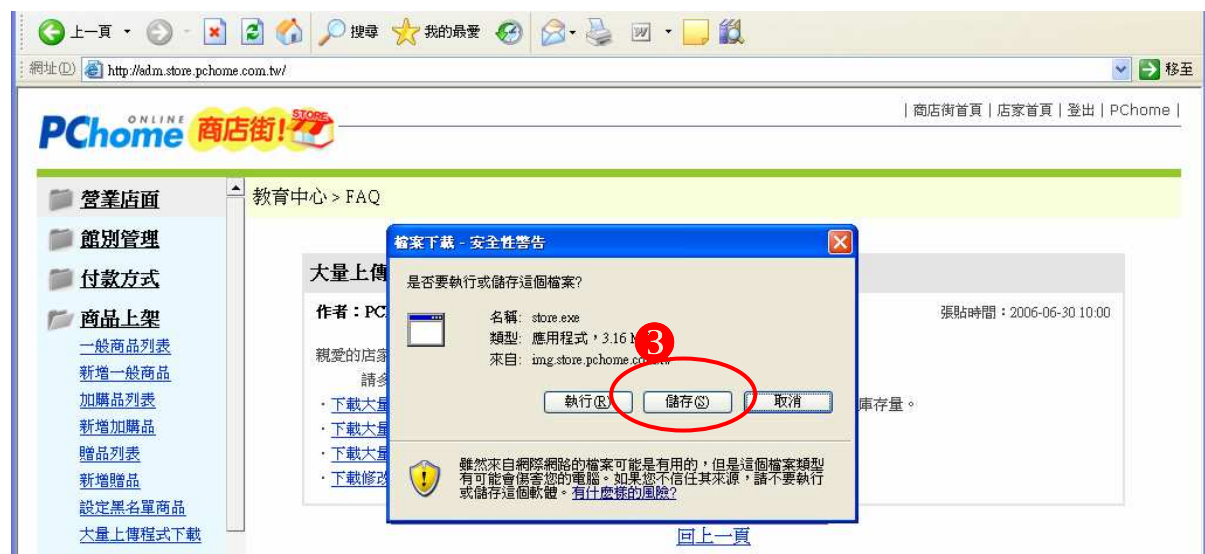 上一頁 搜尋 我的最愛
網址(D) http://adm.store.pchome.com.tw/ 移至
PChome ONLINE 商店街! STORE
| 商店街首頁 | 店家首頁 | 登出 | PChome |
營業店面
館別管理
付款方式
商品上架
一般商品列表
新增一般商品
加購品列表
新增加購品
贈品列表
新增贈品
設定黑名單商品
大量上傳程式下載
教育中心 > FAQ
大量上傳
作者：PC
張貼時間：2006-06-30 10:00
親愛的店家
請多
· 下載大量
庫存量。
· 下載大量
· 下載大量
· 下載修改
檔案下載 - 安全性警告
是否要執行或儲存這個檔案?
名稱: store.exe
類型: 應用程式，3.16
來自: img.store.pchome.com.tw
3
執行(R) 儲存(S) 取消
雖然來自網際網路的檔案可能是有用的，但是這個檔案類型
有可能會傷害您的電腦。如果您不信任其來源，請不要執行
或儲存這個軟體。有什麼樣的風險?
回上一頁